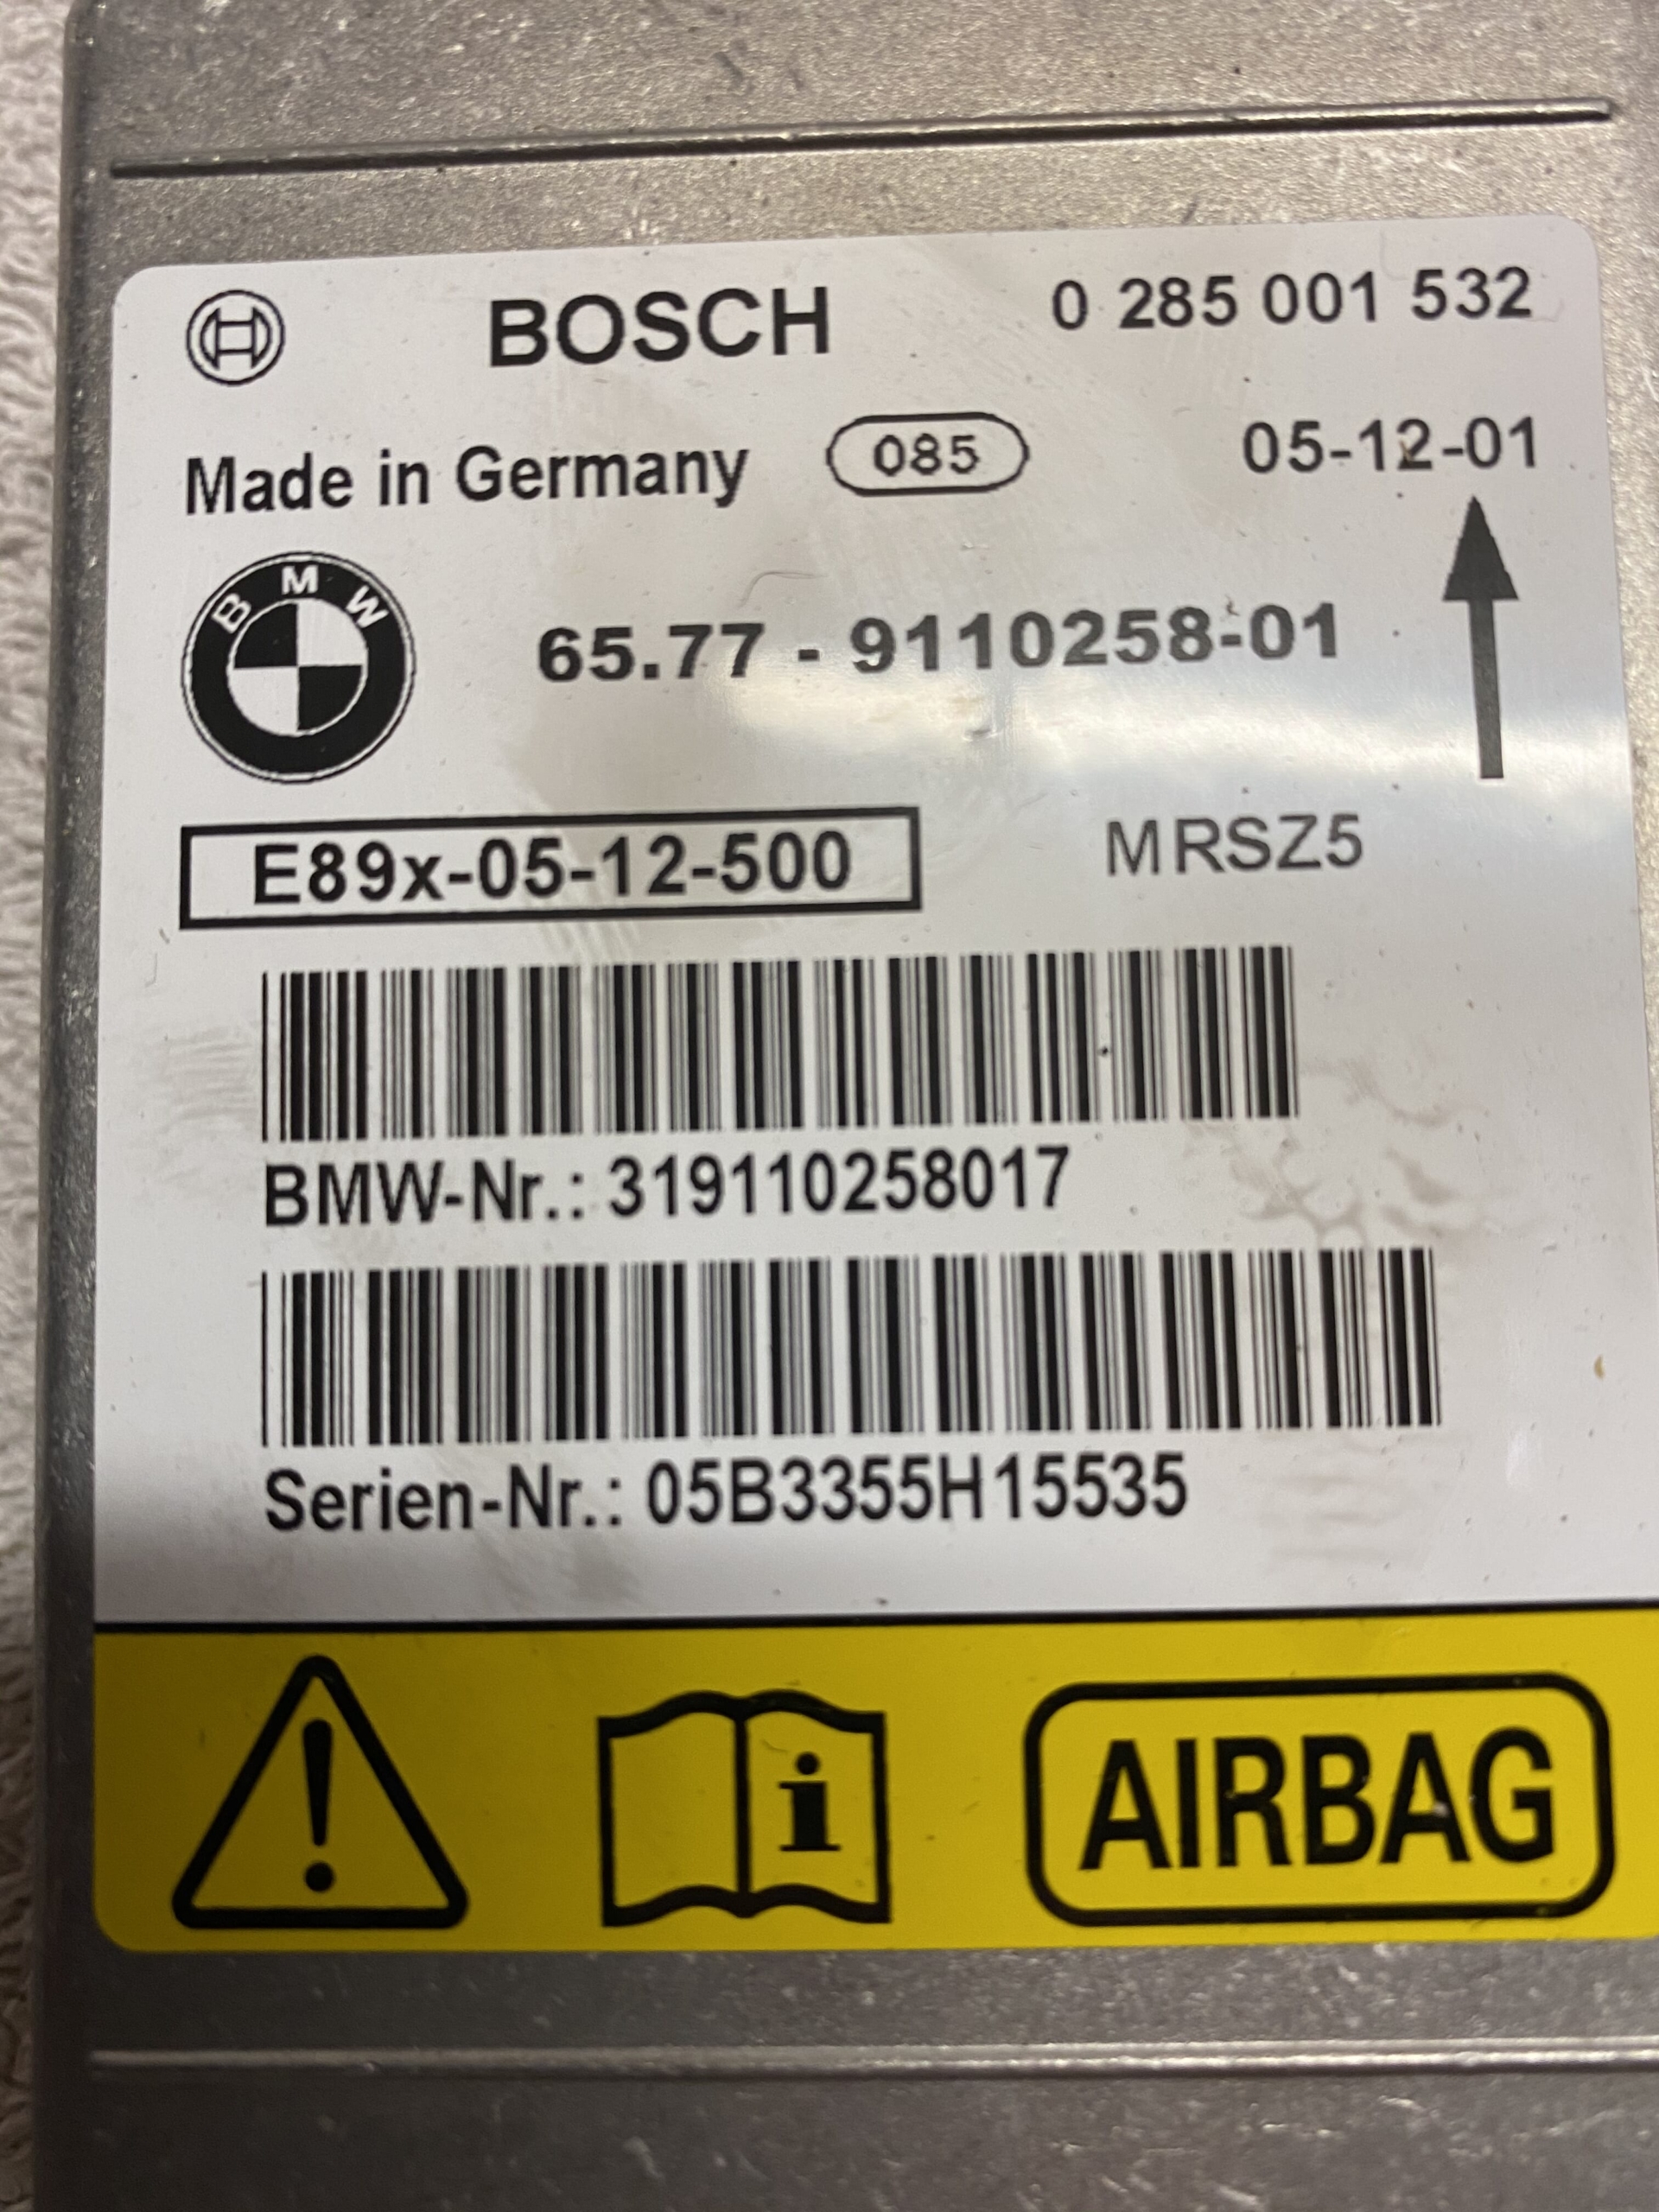 BOSCH 0 285 001 532
Made in Germany 085 05-12-01
BMW 65.77 - 9110258-01
E89x-05-12-500 MRSZ5
BMW-Nr.: 319110258017
Serien-Nr.: 05B3355H15535
! i AIRBAG